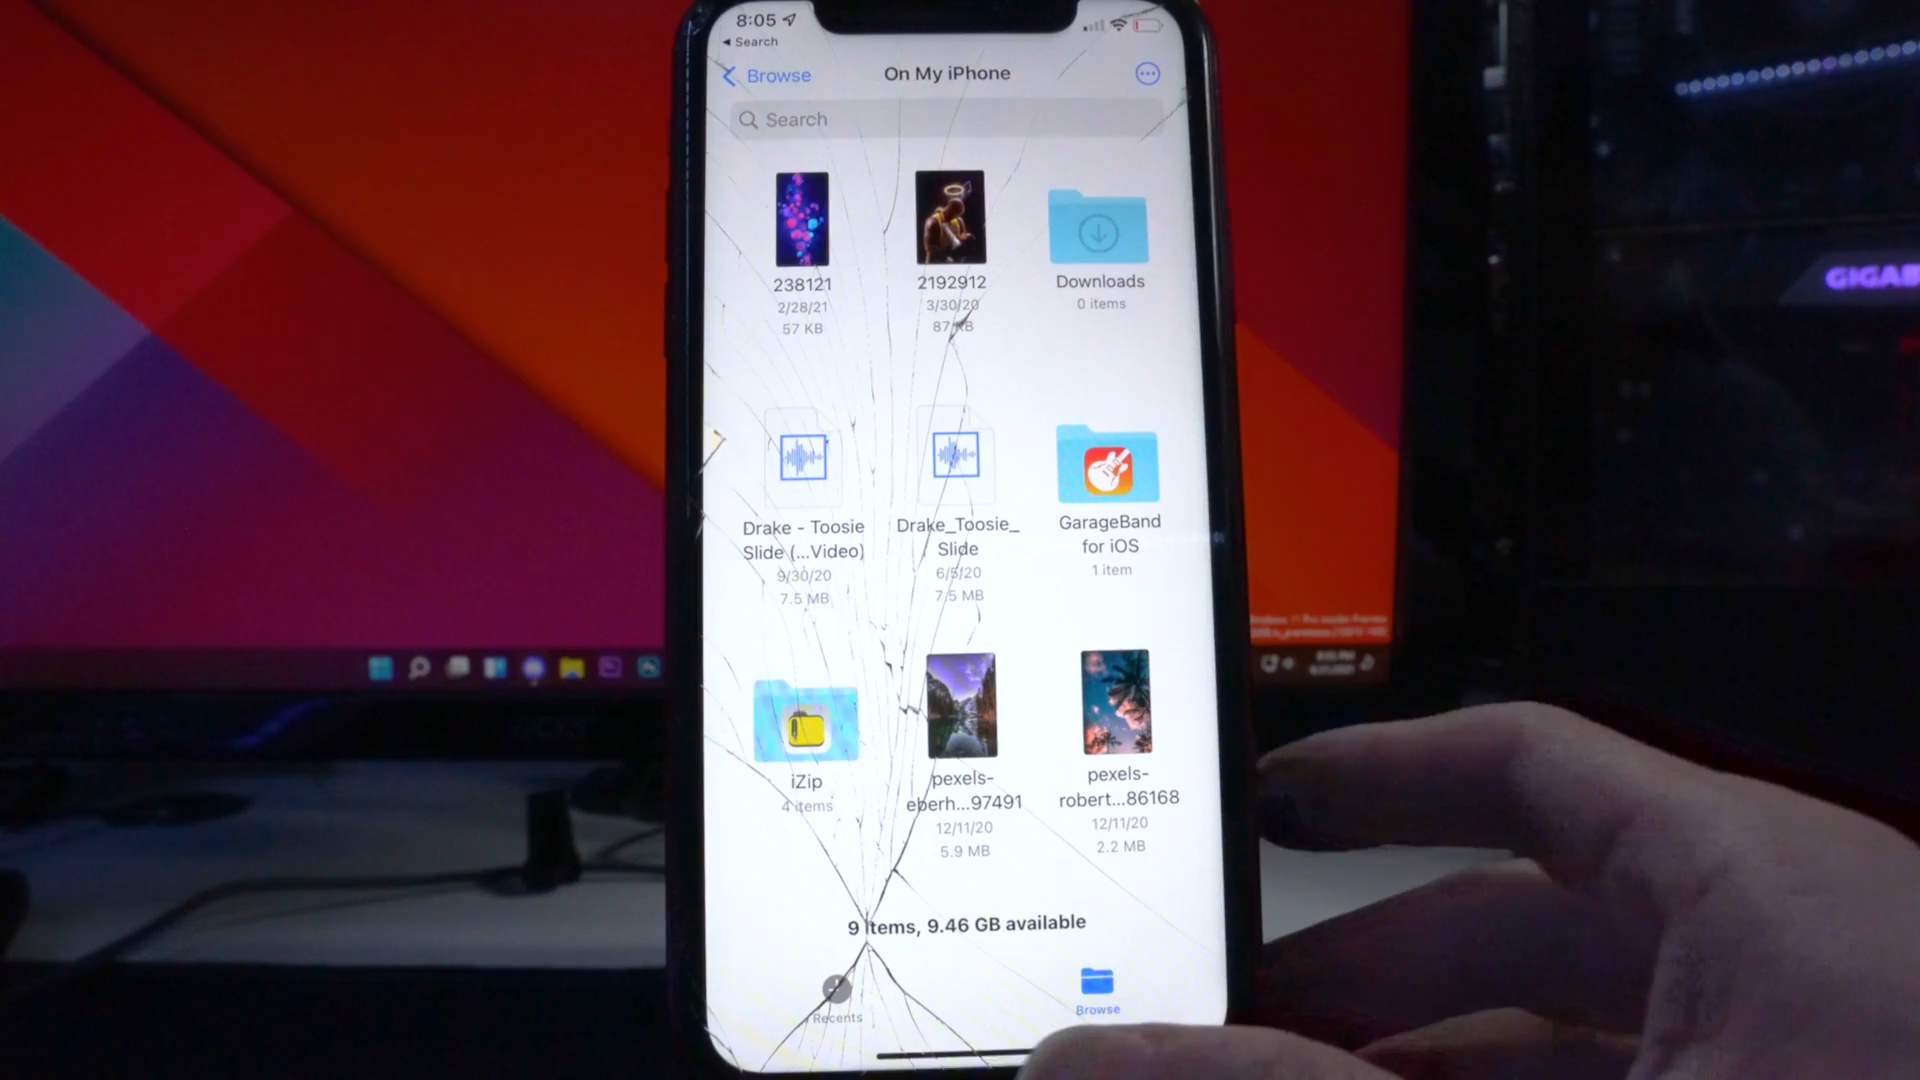 8:05
Search
Browse
On My iPhone
Search
238121
2/28/21
57 KB
2192912
3/30/20
87 KB
Downloads
0 items
Drake - Toosie
Slide (...Video)
9/30/20
7.5 MB
Drake_Toosie_
Slide
6/5/20
7.5 MB
GarageBand
for iOS
1 item
iZip
4 items
pexels-
eberh...97491
12/11/20
5.9 MB
pexels-
robert...86168
12/11/20
2.2 MB
9 items, 9.46 GB available
Recents
Browse
GIGAB